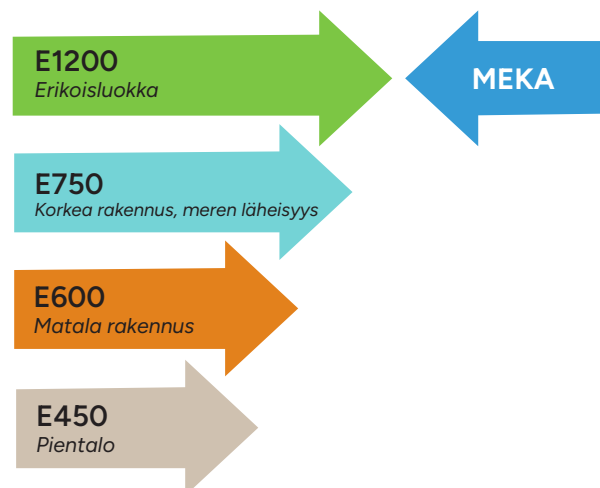 E1200
Erikoisluokka
MEKA
E750
Korkea rakennus, meren läheisyys
E600
Matala rakennus
E450
Pientalo